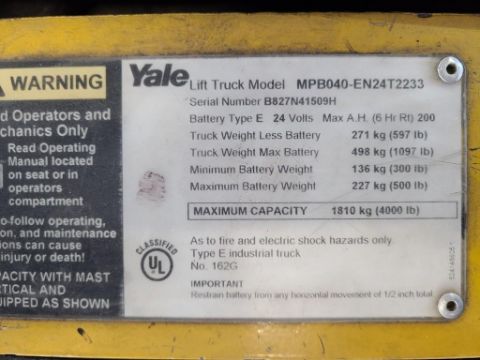 WARNING
d Operators and
chanics Only
Read Operating
Manual located
on seat or in
operators
compartment
o-follow operating,
on, and maintenance
ions can cause
injury or death!
PACITY WITH MAST
RTICAL AND
UIPPED AS SHOWN
Yale
Lift Truck Model MPB040-EN24T2233
Serial Number B827N41509H
Battery Type E 24 Volts Max A.H. (6 Hr Rt) 200
Truck Weight Less Battery 271 kg (597 lb)
Truck Weight Max Battery 498 kg (1097 lb)
Minimum Battery Weight 136 kg (300 lb)
Maximum Battery Weight 227 kg (500 lb)
MAXIMUM CAPACITY 1810 kg (4000 lb)
CLASSIFIED
UL
As to fire and electric shock hazards only.
Type E industrial truck
No. 162G
IMPORTANT
Restrain battery from any horizontal movement of 1/2 inch total.